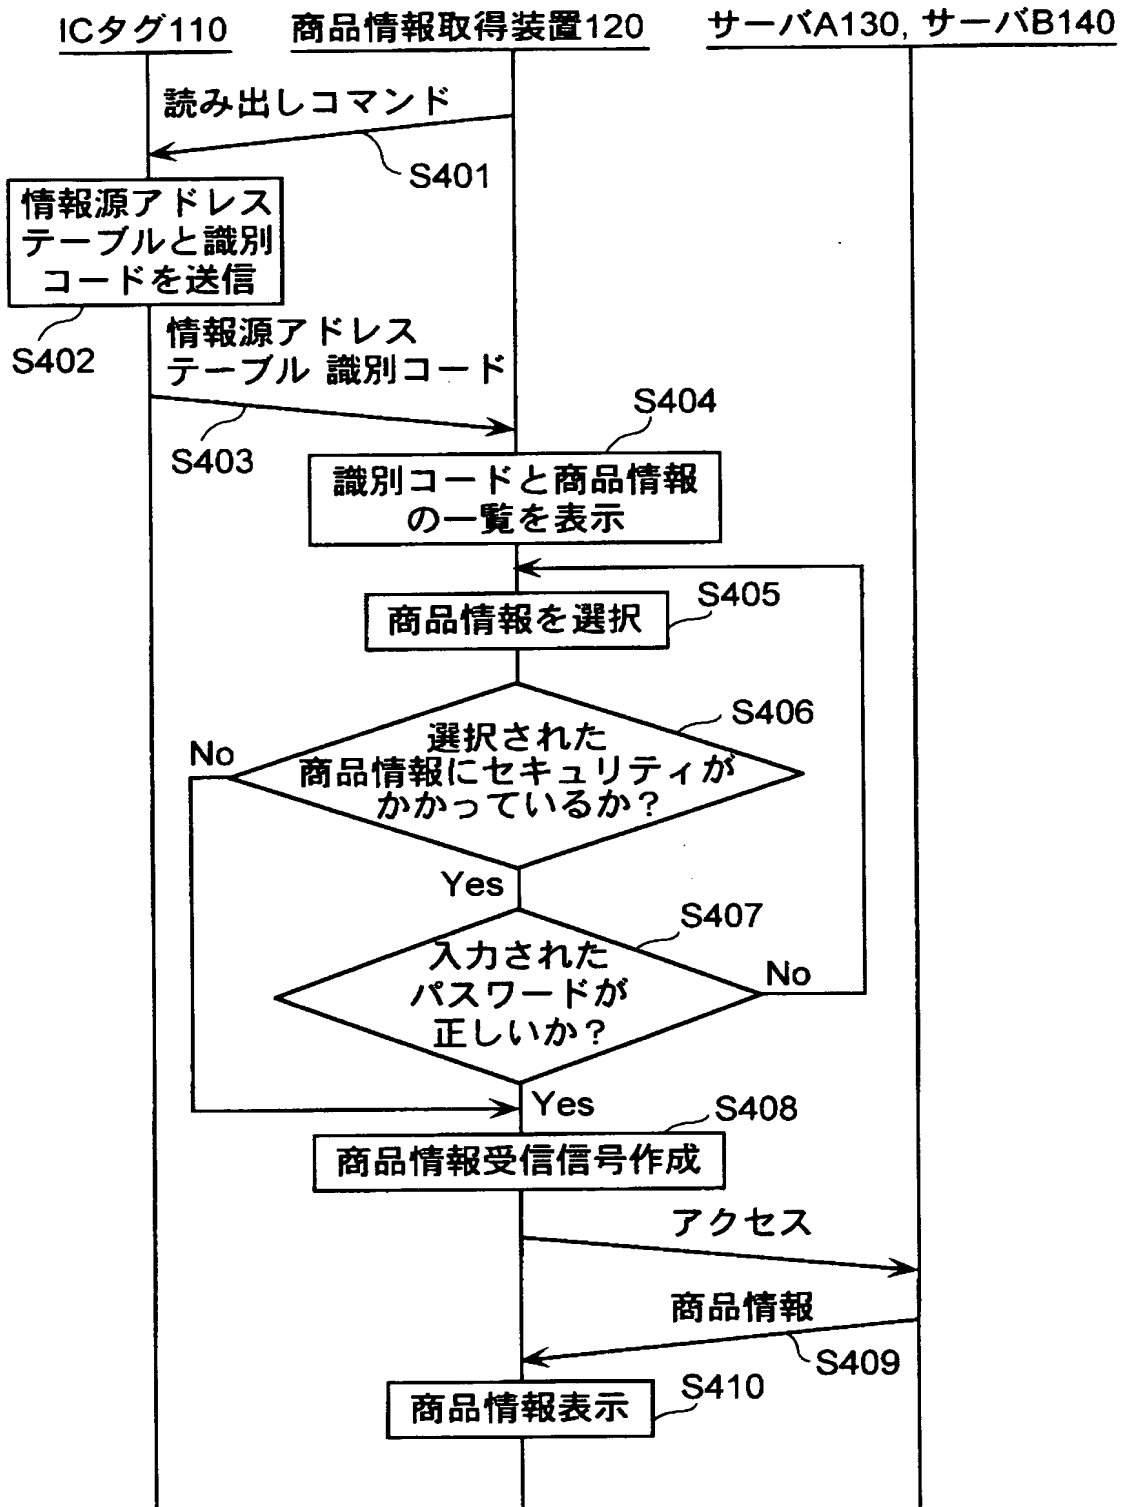 ICタグ110
商品情報取得装置120
サーバA130, サーバB140
読み出しコマンド
S401
情報源アドレス
テーブルと識別
コードを送信
S402
情報源アドレス
テーブル 識別コード
S403
S404
識別コードと商品情報
の一覧を表示
S405
商品情報を選択
S406
選択された
商品情報にセキュリティが
かかっているか？
No
Yes
S407
入力された
パスワードが
正しいか？
No
Yes
S408
商品情報受信信号作成
アクセス
商品情報
S409
S410
商品情報表示